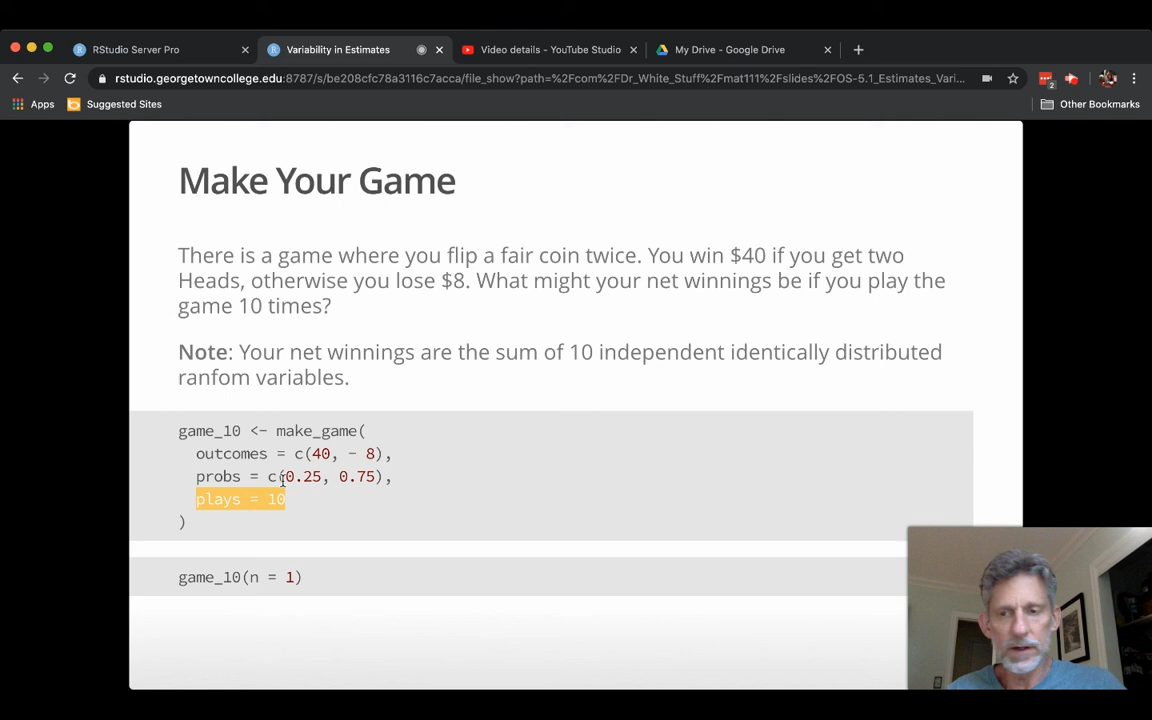 RStudio Server Pro
Variability in Estimates
Video details - YouTube Studio
My Drive - Google Drive
rstudio.georgetowncollege.edu:8787/s/be208cfc78a3116c7acca/file_show?path=%2Fcom%2FDr_White_Stuff%2Fmat111%2Fslides%2FOS-5.1_Estimates_Vari...
2
Apps
Suggested Sites
Other Bookmarks
Make Your Game
There is a game where you flip a fair coin twice. You win $40 if you get two
Heads, otherwise you lose $8. What might your net winnings be if you play the
game 10 times?
Note: Your net winnings are the sum of 10 independent identically distributed
ranfom variables.
game_10 <- make_game(
outcomes = c(40, - 8),
probs = c(0.25, 0.75),
plays = 10
)
game_10(n = 1)